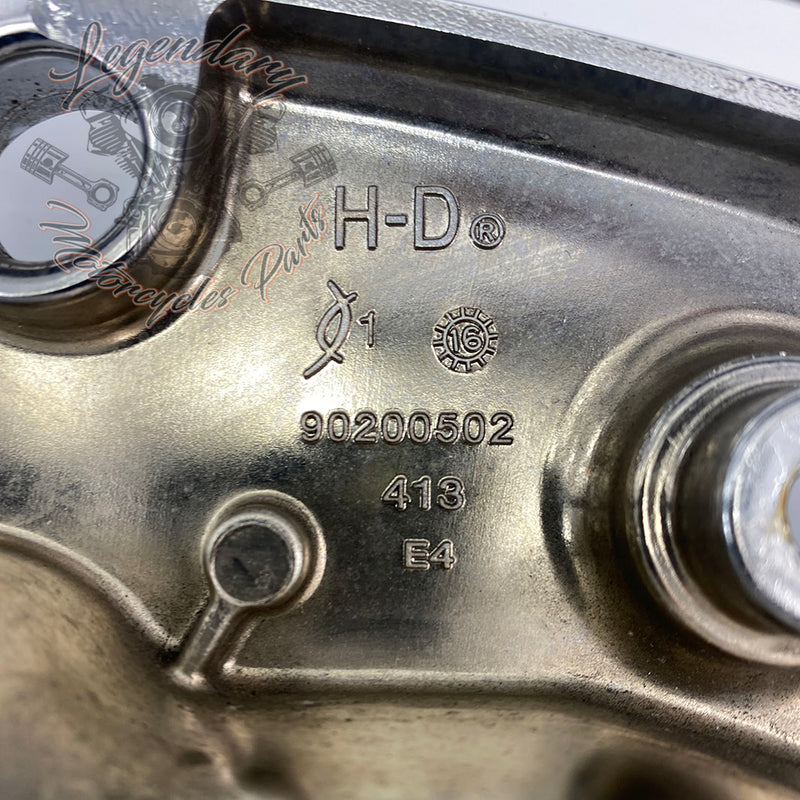 Legendary
Motorcycles Parts
H-D®
1 16
90200502
413
E4